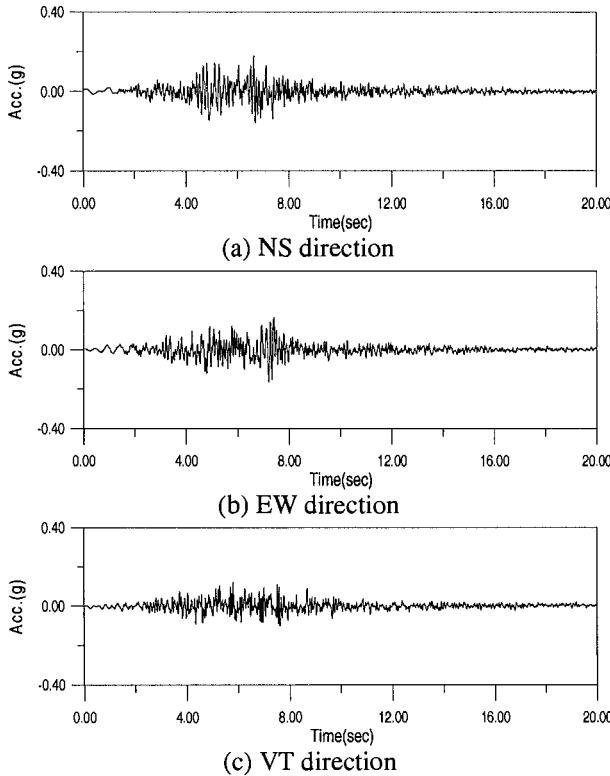 0.40
Acc.(g)
0.00
-0.40
0.00 4.00 8.00 12.00 16.00 20.00
Time(sec)
(a) NS direction
0.40
Acc.(g)
0.00
-0.40
0.00 4.00 8.00 12.00 16.00 20.00
Time(sec)
(b) EW direction
0.40
Acc.(g)
0.00
-0.40
0.00 4.00 8.00 12.00 16.00 20.00
Time(sec)
(c) VT direction